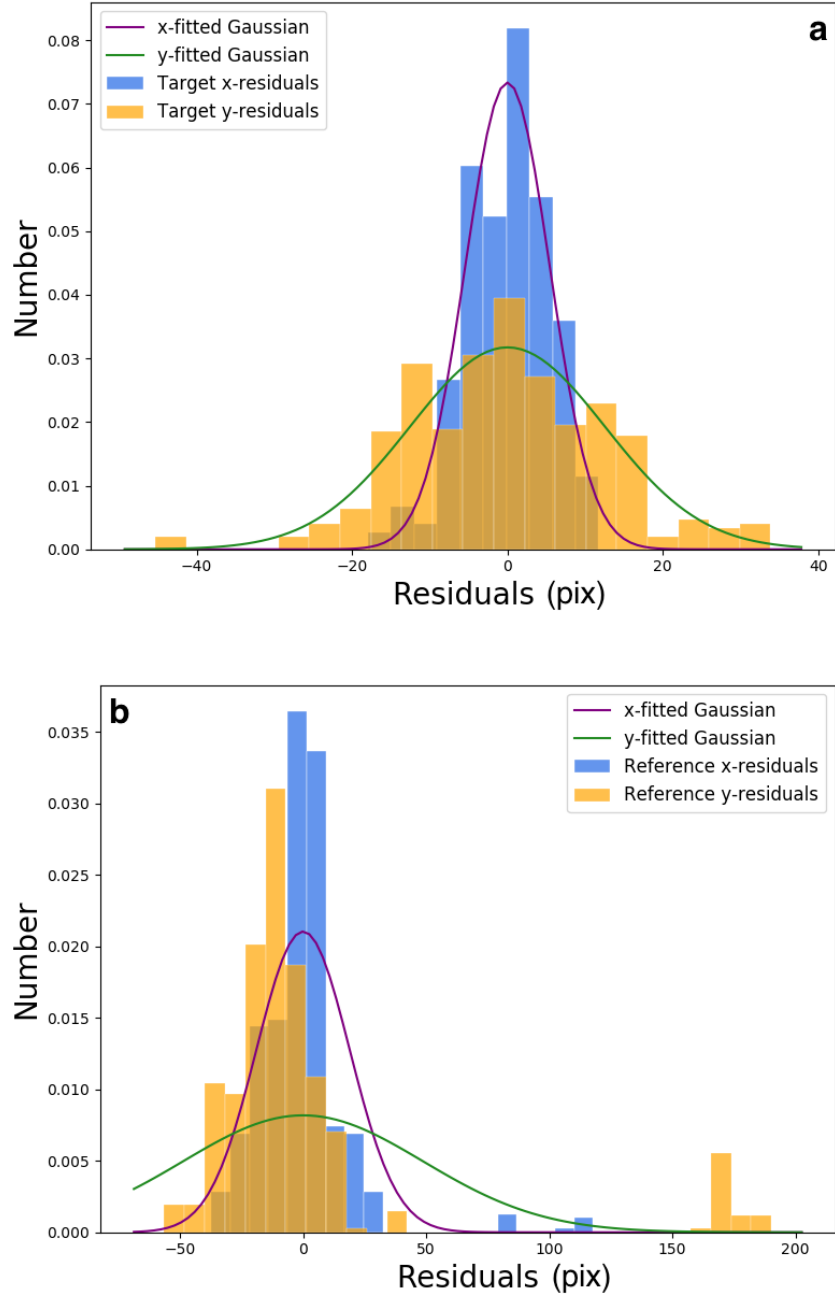 a
x-fitted Gaussian
y-fitted Gaussian
Target x-residuals
Target y-residuals
0.08
0.07
0.06
0.05
0.04
0.03
0.02
0.01
0.00
Number
−40
−20
0
20
40
Residuals (pix)
b
x-fitted Gaussian
y-fitted Gaussian
Reference x-residuals
Reference y-residuals
0.035
0.030
0.025
0.020
0.015
0.010
0.005
0.000
Number
−50
0
50
100
150
200
Residuals (pix)